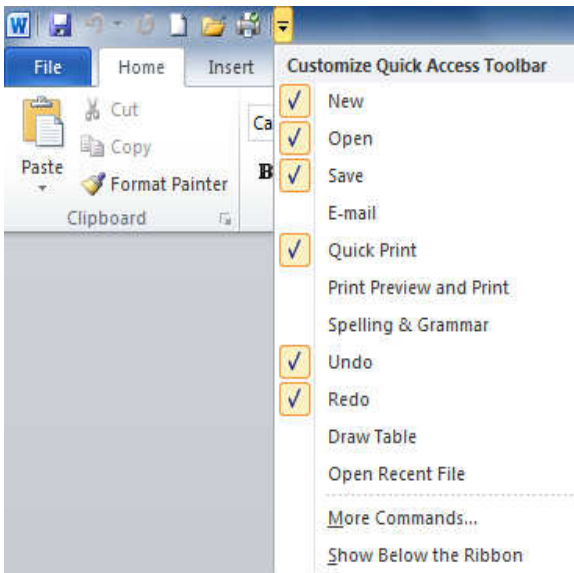 W
File Home Insert
Customize Quick Access Toolbar
New
Open
Save
E-mail
Quick Print
Print Preview and Print
Spelling & Grammar
Undo
Redo
Draw Table
Open Recent File
More Commands...
Show Below the Ribbon
Cut
Copy
Format Painter
Paste
Clipboard
Ca
B